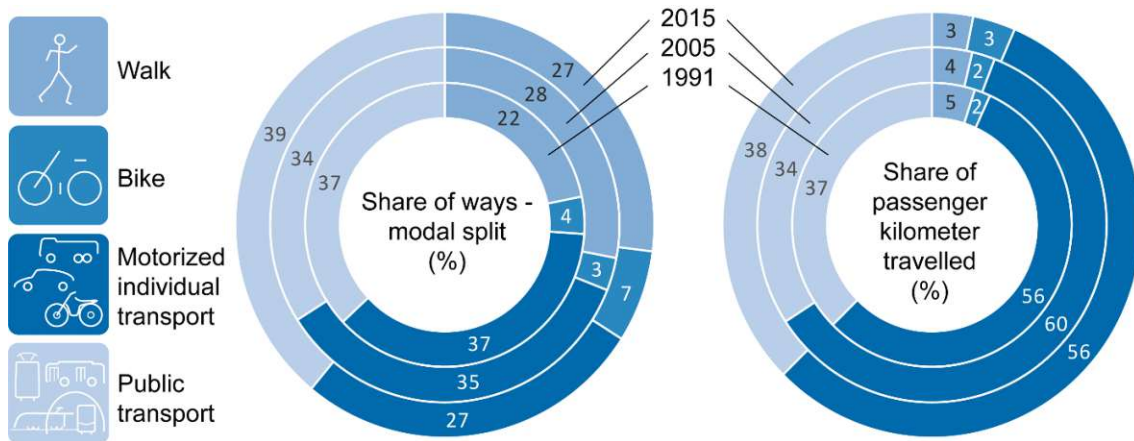 Walk
Bike
Motorized
individual
transport
Public
transport
2015
2005
1991
27
28
22
39
34
37
Share of ways -
modal split
(%)
4
3
7
37
35
27
3
3
4
2
5
2
38
34
37
Share of
passenger
kilometer
travelled
(%)
56
60
56